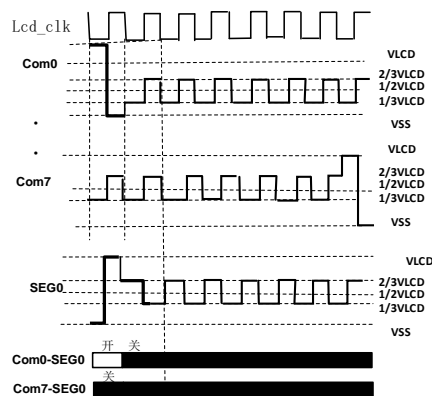 Lcd_clk
VLCD
Com0
2/3VLCD
1/2VLCD
1/3VLCD
VSS
VLCD
Com7
2/3VLCD
1/2VLCD
1/3VLCD
VSS
VLCD
SEG0
2/3VLCD
1/2VLCD
1/3VLCD
VSS
开 关
Com0-SEG0
关
Com7-SEG0